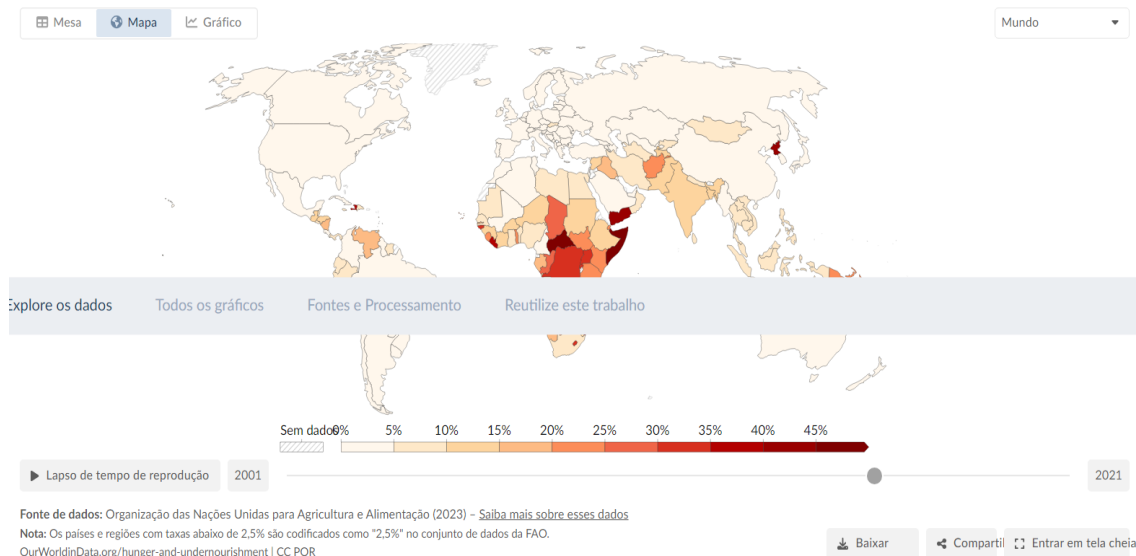 Mesa Mapa Gráfico Mundo
Explore os dados Todos os gráficos Fontes e Processamento Reutilize este trabalho
Sem dados 0% 5% 10% 15% 20% 25% 30% 35% 40% 45%
Lapso de tempo de reprodução 2001 2021
Fonte de dados: Organização das Nações Unidas para Agricultura e Alimentação (2023) – Saiba mais sobre esses dados
Nota: Os países e regiões com taxas abaixo de 2,5% são codificados como "2,5%" no conjunto de dados da FAO.
OurWorldinData.org/hunger-and-undernourishment | CC POR
Baixar Compartil Entrar em tela cheia